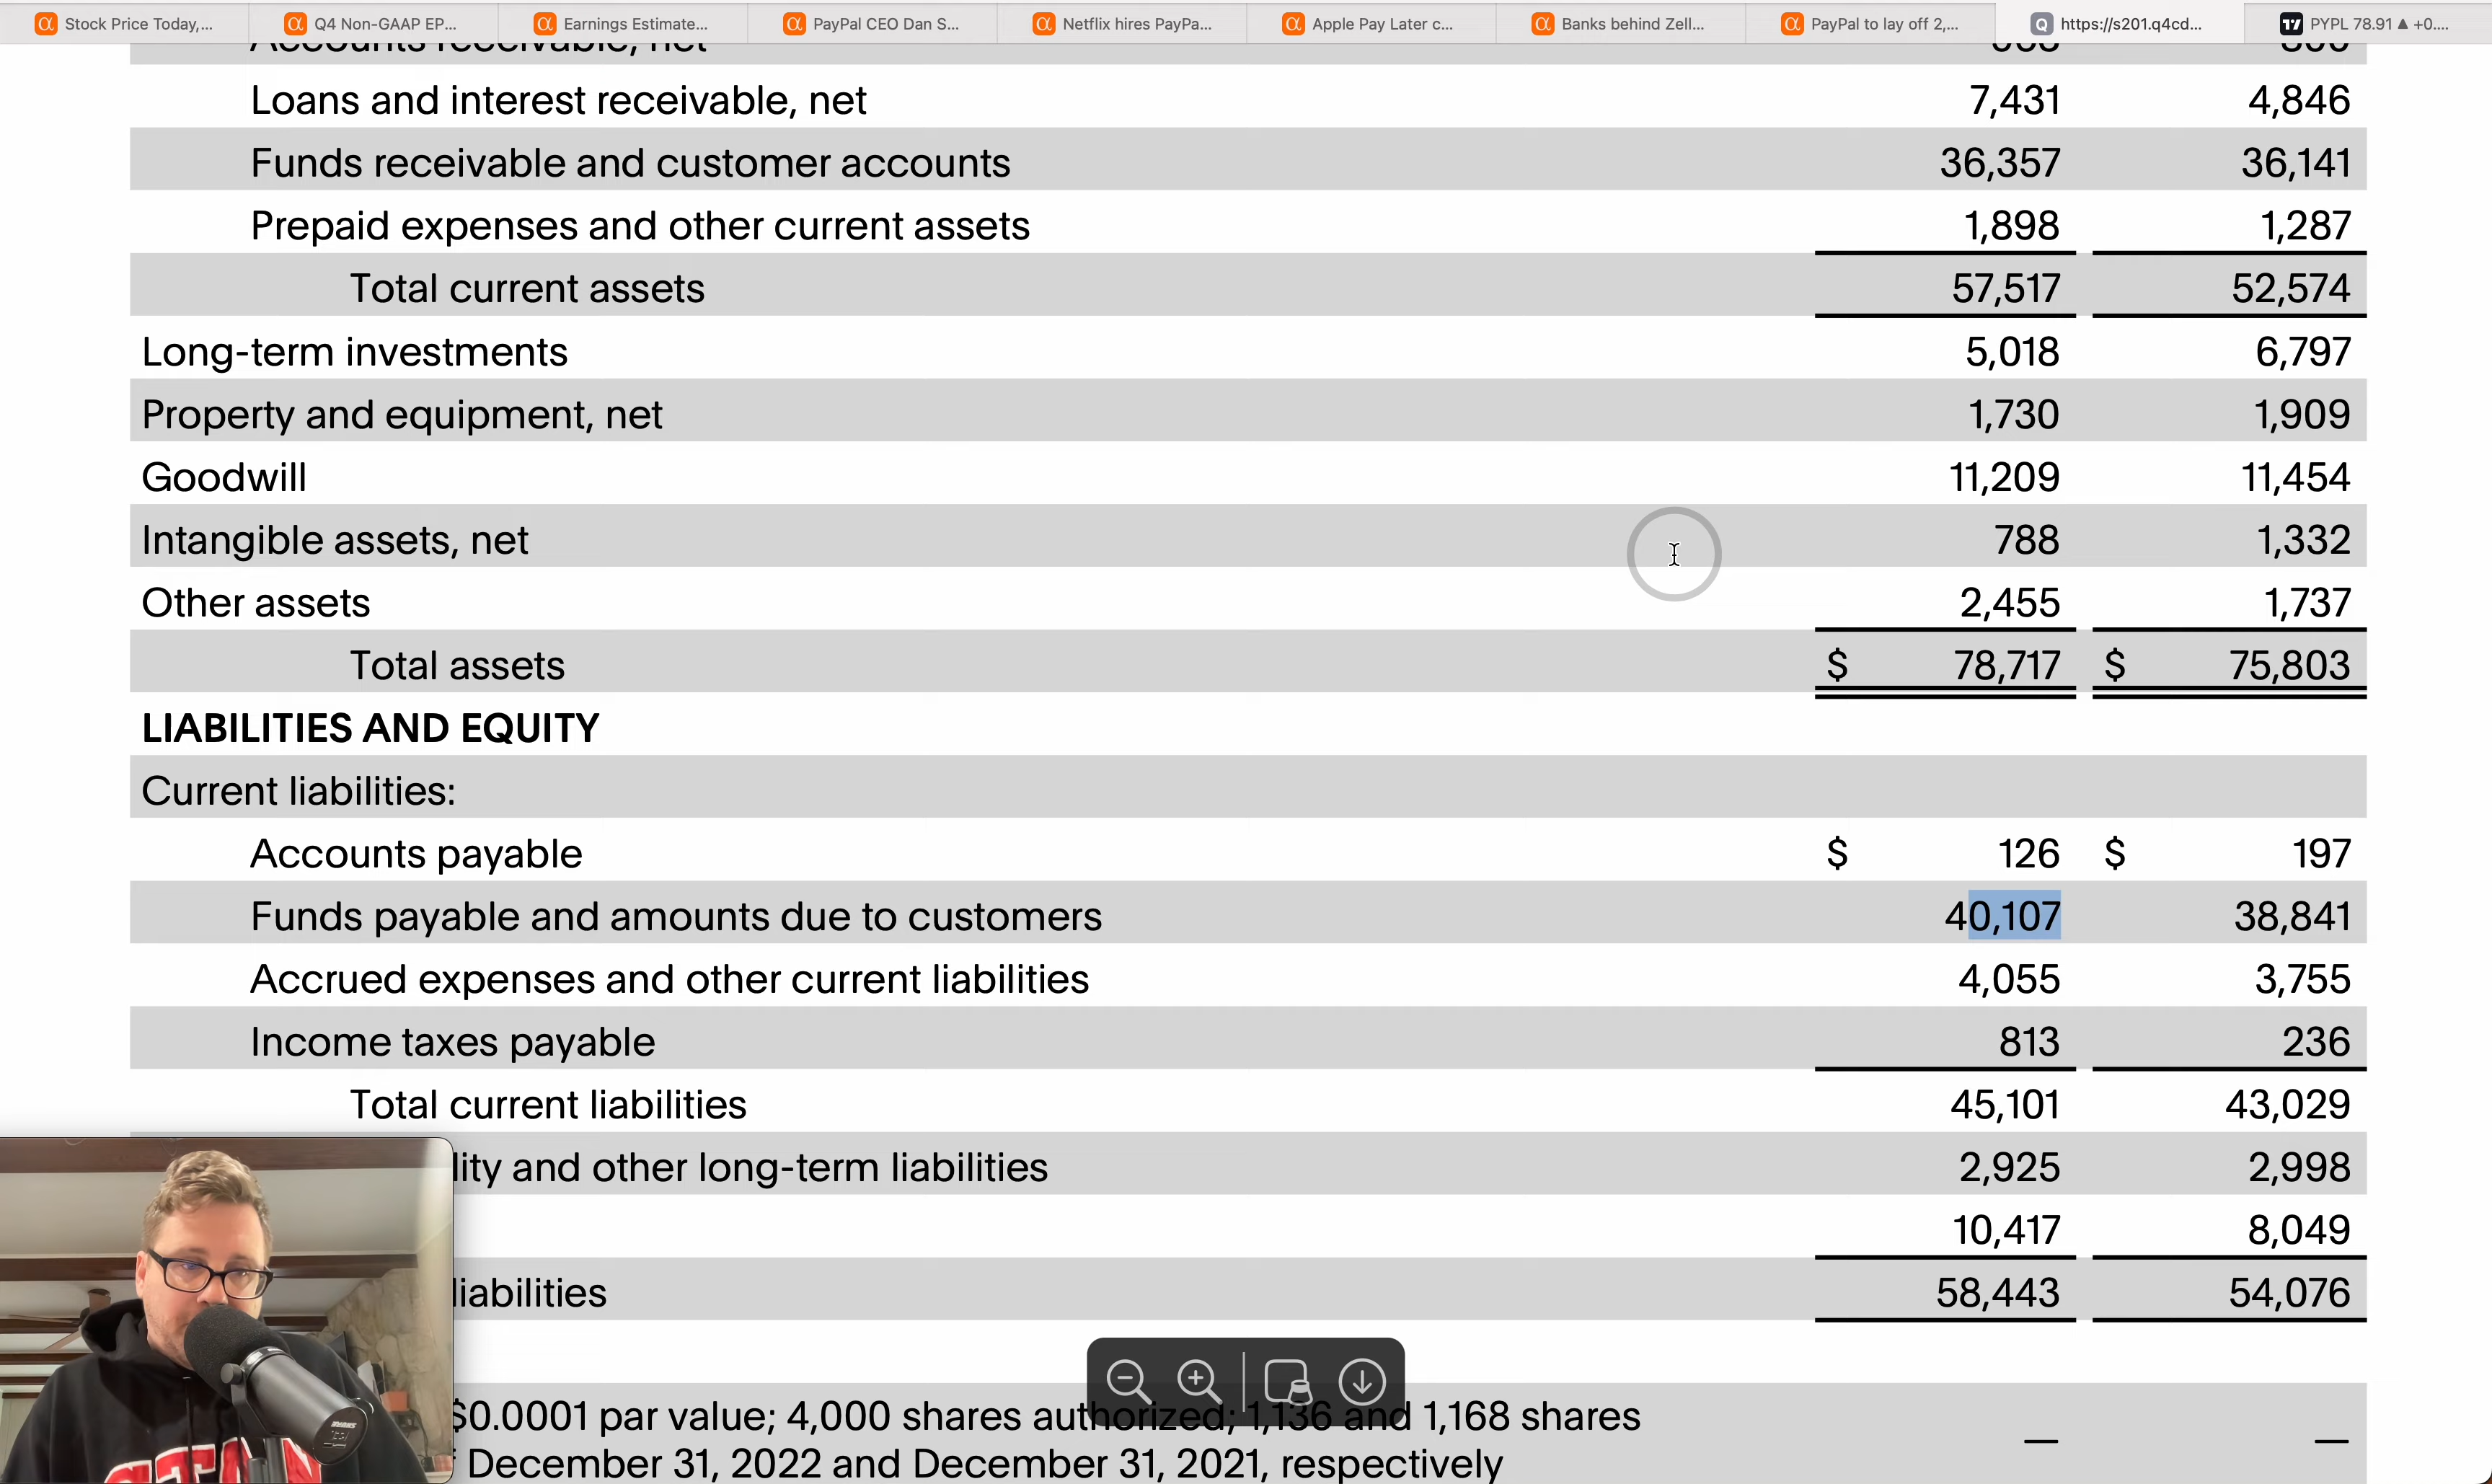 Stock Price Today,...
Q4 Non-GAAP EP...
Earnings Estimate...
PayPal CEO Dan S...
Netflix hires PayPa...
Apple Pay Later c...
Banks behind Zell...
PayPal to lay off 2,...
Q https://s201.q4cd...
PYPL 78.91 ▲ +0....
Accounts receivable, net
Loans and interest receivable, net 7,431 4,846
Funds receivable and customer accounts 36,357 36,141
Prepaid expenses and other current assets 1,898 1,287
Total current assets 57,517 52,574
Long-term investments 5,018 6,797
Property and equipment, net 1,730 1,909
Goodwill 11,209 11,454
Intangible assets, net 788 1,332
Other assets 2,455 1,737
Total assets $ 78,717 $ 75,803
LIABILITIES AND EQUITY
Current liabilities:
Accounts payable $ 126 $ 197
Funds payable and amounts due to customers 40,107 38,841
Accrued expenses and other current liabilities 4,055 3,755
Income taxes payable 813 236
Total current liabilities 45,101 43,029
lity and other long-term liabilities 2,925 2,998
10,417 8,049
liabilities 58,443 54,076
$0.0001 par value; 4,000 shares authorized; 1,136 and 1,168 shares
December 31, 2022 and December 31, 2021, respectively — —